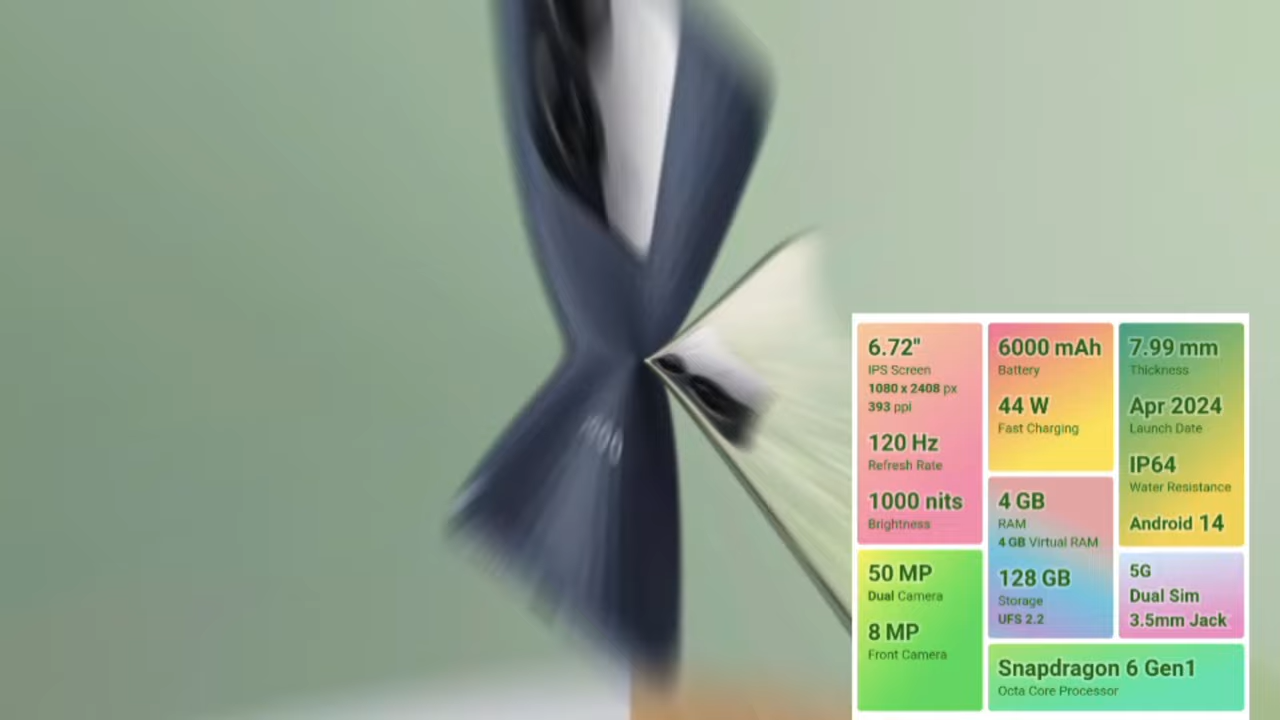 6.72"
IPS Screen
1080 x 2408 px
393 ppi
120 Hz
Refresh Rate
1000 nits
Brightness
50 MP
Dual Camera
8 MP
Front Camera
6000 mAh
Battery
44 W
Fast Charging
4 GB
RAM
4 GB Virtual RAM
128 GB
Storage
UFS 2.2
7.99 mm
Thickness
Apr 2024
Launch Date
IP64
Water Resistance
Android 14
5G
Dual Sim
3.5mm Jack
Snapdragon 6 Gen1
Octa Core Processor